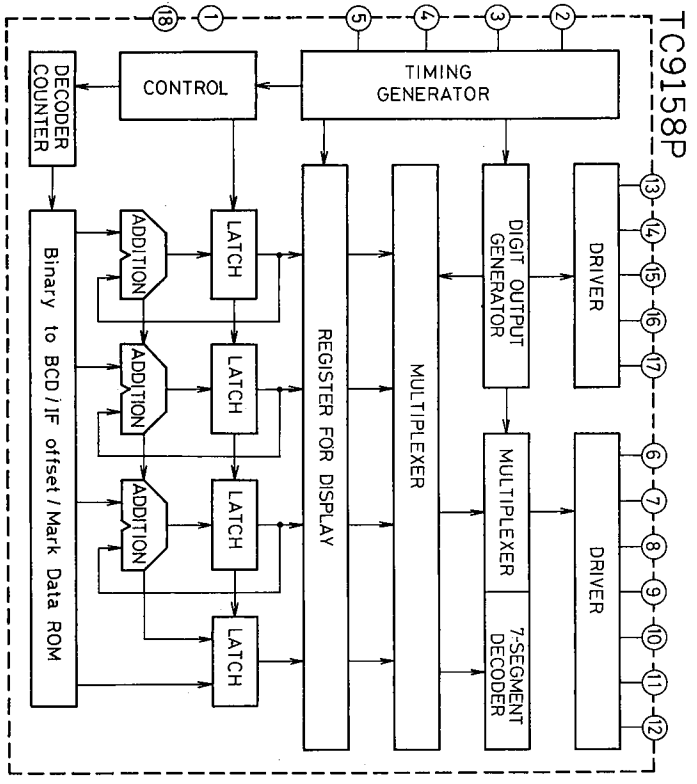 TC9158P
18
1
5
4
3
2
DECODER
COUNTER
CONTROL
TIMING
GENERATOR
Binary to BCD / IF offset / Mark Data ROM
ADDITION
LATCH
ADDITION
LATCH
ADDITION
LATCH
LATCH
REGISTER FOR DISPLAY
MULTIPLEXER
DIGIT OUTPUT
GENERATOR
DRIVER
13
14
15
16
17
MULTIPLEXER
7-SEGMENT
DECODER
DRIVER
6
7
8
9
10
11
12